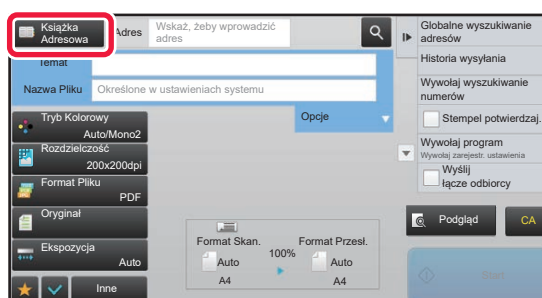 Książka
Adresowa
Adres
Wskaż, żeby wprowadzić
adres
Temat
Nazwa Pliku
Określone w ustawieniach systemu
Tryb Kolorowy
Auto/Mono2
Rozdzielczość
200x200dpi
Format Pliku
PDF
Oryginał
Ekspozycja
Auto
Inne
Opcje
Format Skan.
100%
Format Przesł.
Auto
Auto
A4
A4
Globalne wyszukiwanie
adresów
Historia wysyłania
Wywołaj wyszukiwanie
numerów
Stempel potwierdzaj.
Wywołaj program
Wywołaj zarejestr. ustawienia
Wyślij
łącze odbiorcy
Podgląd
CA
Start